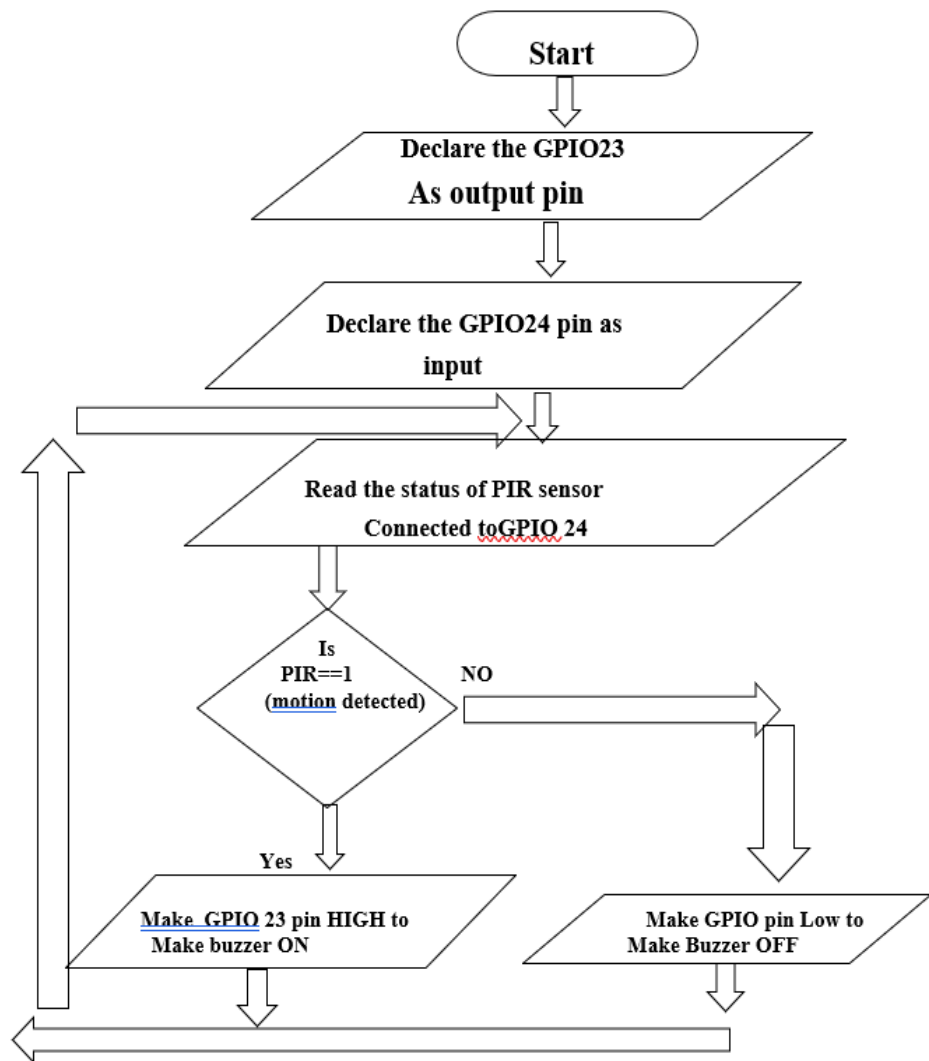 Start
Declare the GPIO23
As output pin
Declare the GPIO24 pin as
input
Read the status of PIR sensor
Connected toGPIO 24
Is
PIR==1
(motion detected)
NO
Yes
Make GPIO 23 pin HIGH to
Make buzzer ON
Make GPIO pin Low to
Make Buzzer OFF